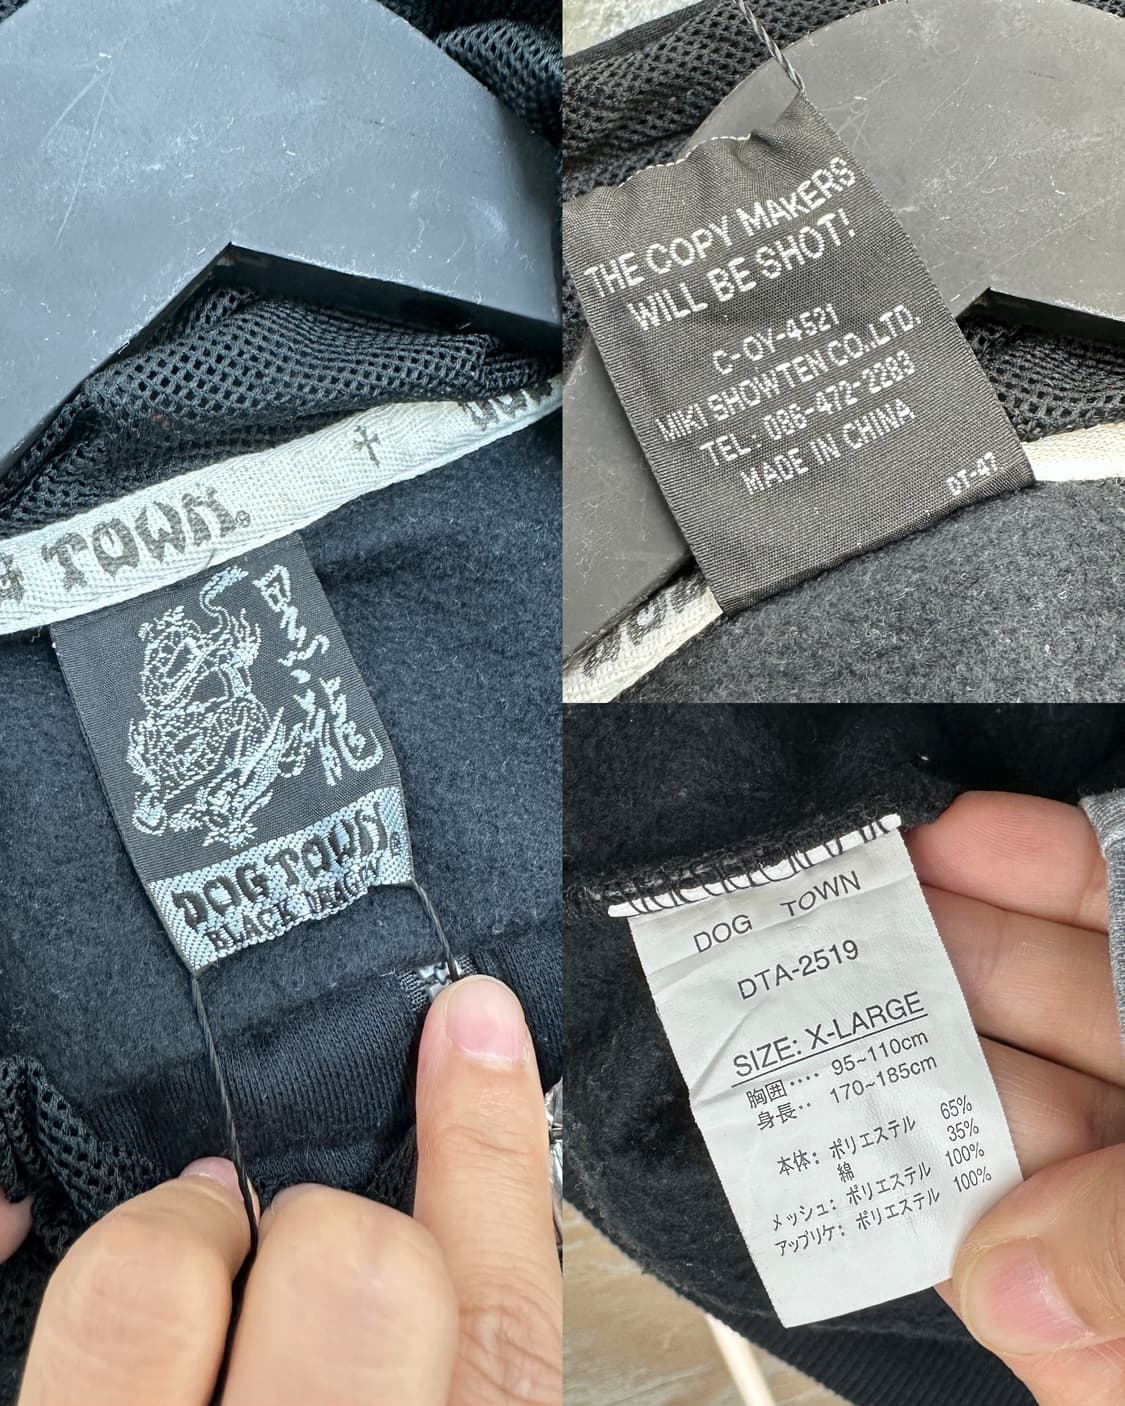 G TOWN®
DOG TOWN®
BLACK DRAGON
THE COPY MAKERS
WILL BE SHOT!
C-OY-4521
MIKI SHOWTEN CO.,LTD.
TEL: 086-472-2283
MADE IN CHINA
DT-47
DOG TOWN
DTA-2519
SIZE: X-LARGE
胸囲‥‥ 95~110cm
身長‥ 170~185cm
本体: ポリエステル 65%
綿 35%
メッシュ: ポリエステル 100%
アップリケ: ポリエステル 100%